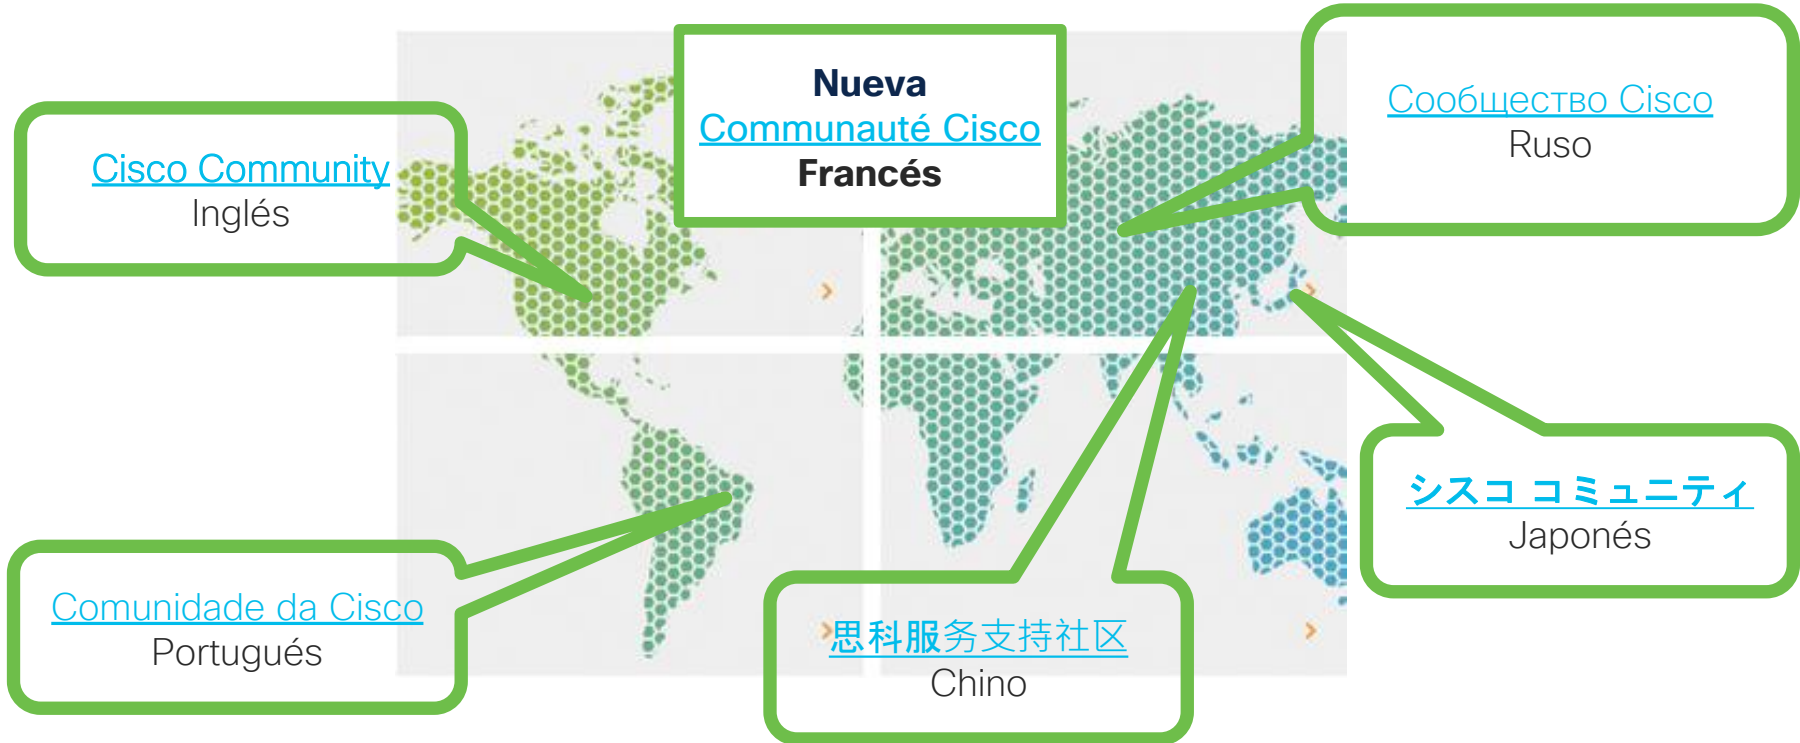 Nueva
Communauté Cisco
Francés
Сообщество Cisco
Ruso
Cisco Community
Inglés
シスコ コミュニティ
Japonés
Comunidade da Cisco
Portugués
思科服务支持社区
Chino